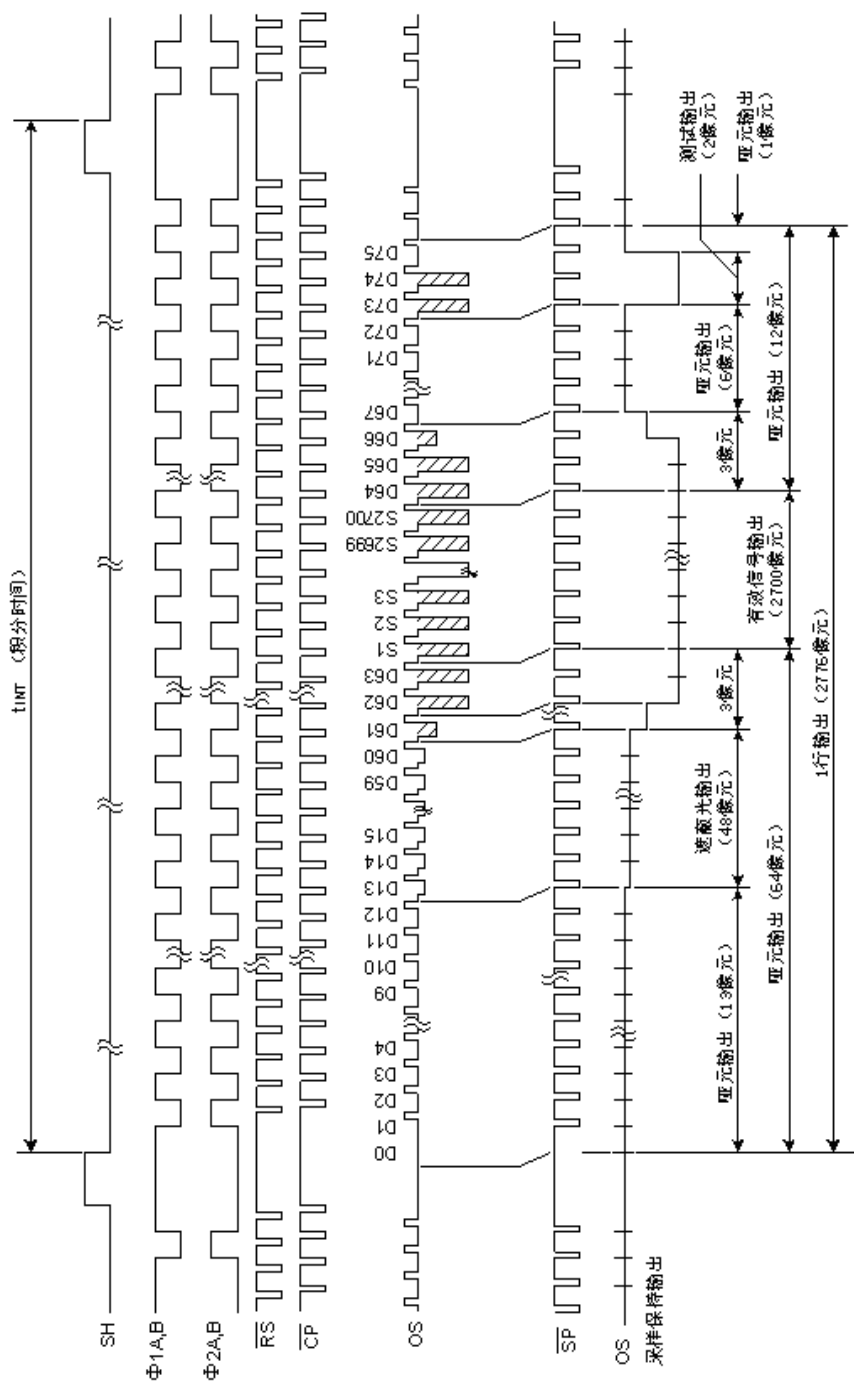 tINT (积分时间)
SH
Φ1A,B
Φ2A,B
RS
CP
OS
D0
D1
D2
D3
D4
D9
D10
D11
D12
D13
D14
D15
D59
D60
D61
D62
D63
S1
S2
S3
S2699
S2700
D64
D65
D66
D67
D71
D72
D73
D74
D75
SP
OS
采样保持输出
哑元输出(13像元)
遮蔽光输出
(48像元)
3像元
3像元
哑元输出
(6像元)
测试输出
(2像元)
哑元输出
(1像元)
哑元输出(64像元)
有效信号输出
(2700像元)
哑元输出(12像元)
1行输出(2776像元)